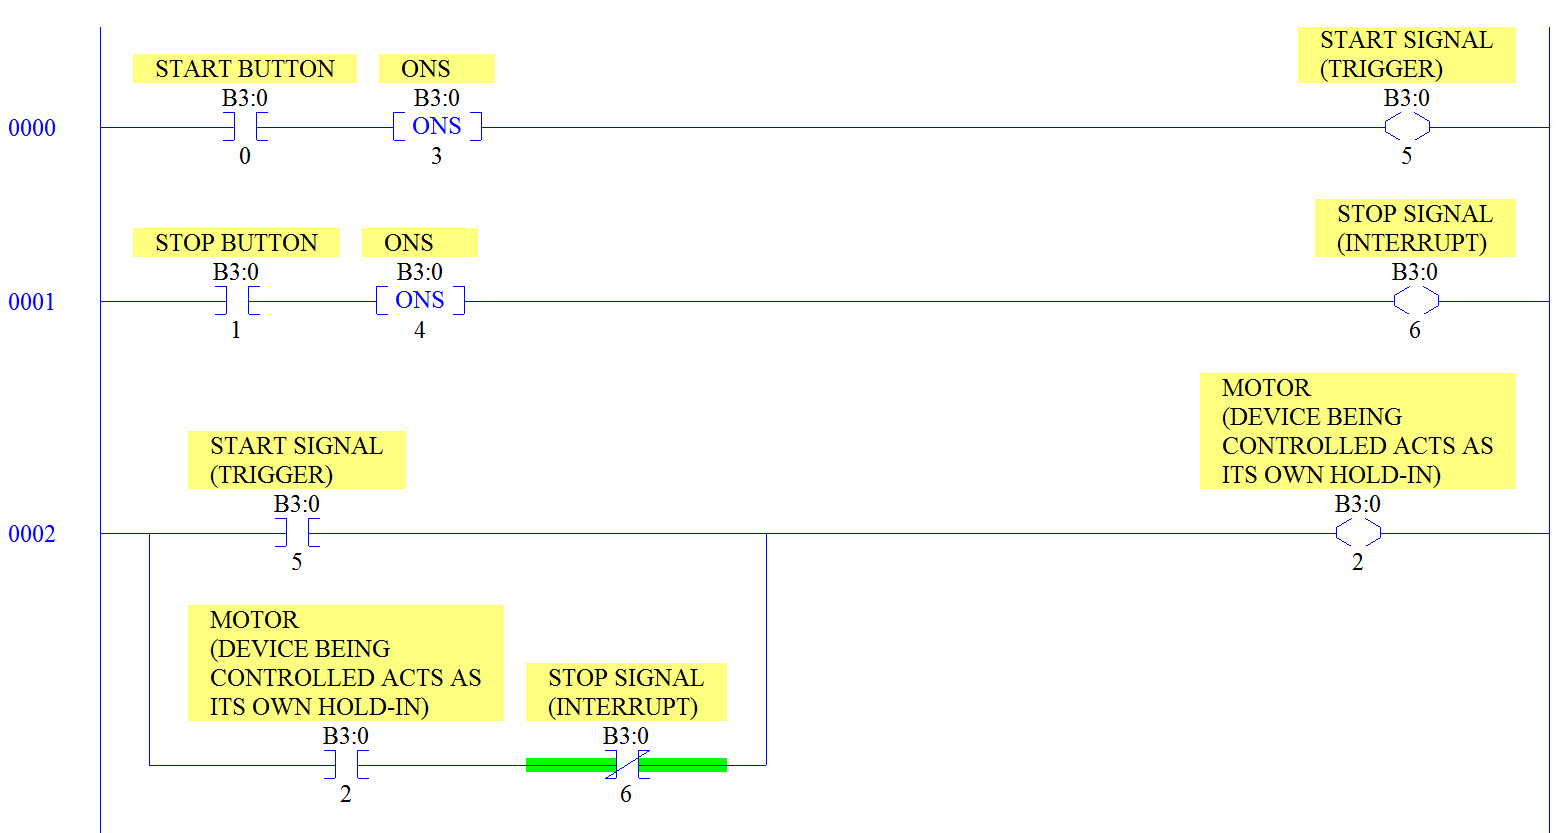 START SIGNAL
(TRIGGER)
START BUTTON ONS
B3:0 B3:0 B3:0
0000 ONS
0 3 5
STOP SIGNAL
(INTERRUPT)
STOP BUTTON ONS
B3:0 B3:0 B3:0
0001 ONS
1 4 6
MOTOR
(DEVICE BEING
CONTROLLED ACTS AS
ITS OWN HOLD-IN)
START SIGNAL
(TRIGGER)
B3:0 B3:0
0002
5 2
MOTOR
(DEVICE BEING
CONTROLLED ACTS AS
ITS OWN HOLD-IN)
STOP SIGNAL
(INTERRUPT)
B3:0 B3:0
2 6